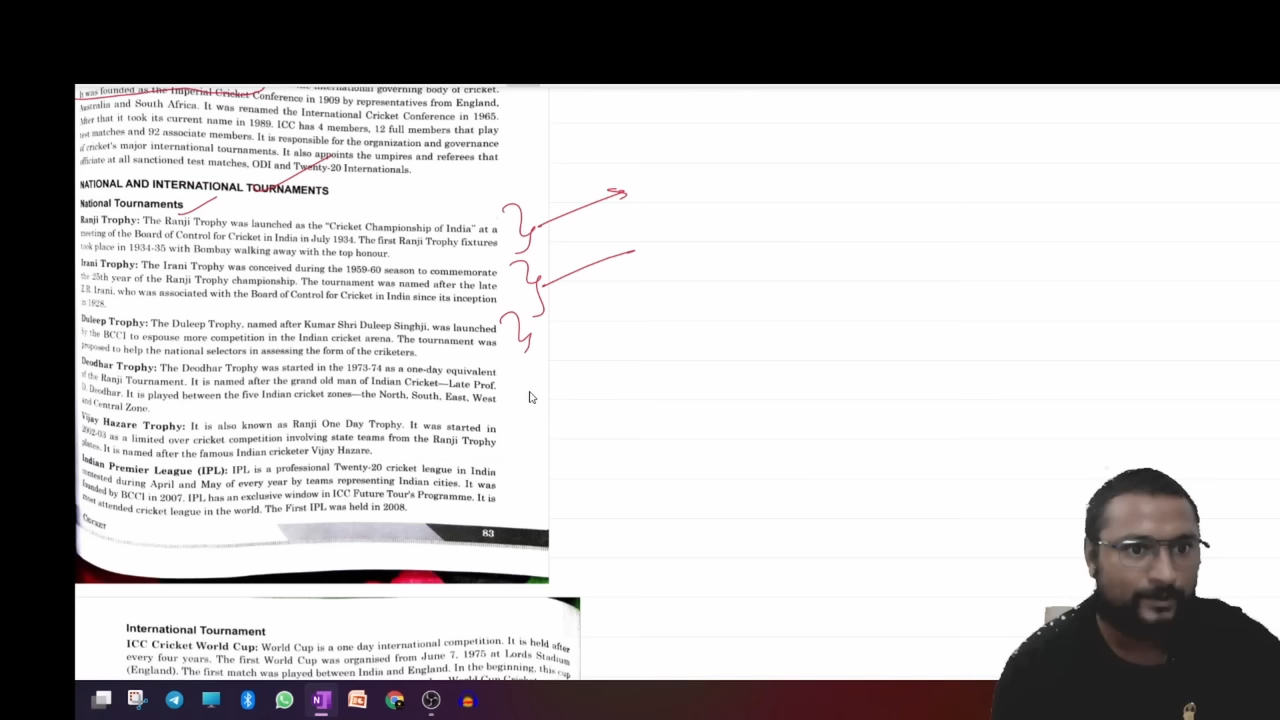 was founded as the Imperial Cricket Conference in 1909 by representatives from England,
governing body of cricket.
Australia and South Africa. It was renamed the International Cricket Conference in 1965.
After that it took its current name in 1989. ICC has 4 members, 12 full members that play
test matches and 92 associate members. It is responsible for the organization and governance
of cricket's major international tournaments. It also appoints the umpires and referees that
officiate at all sanctioned test matches, ODI and Twenty-20 Internationals.
NATIONAL AND INTERNATIONAL TOURNAMENTS
National Tournaments
Ranji Trophy: The Ranji Trophy was launched as the "Cricket Championship of India" at a
meeting of the Board of Control for Cricket in India in July 1934. The first Ranji Trophy fixtures
took place in 1934-35 with Bombay walking away with the top honour.
Irani Trophy: The Irani Trophy was conceived during the 1959-60 season to commemorate
the 25th year of the Ranji Trophy championship. The tournament was named after the late
Z.R. Irani, who was associated with the Board of Control for Cricket in India since its inception
in 1928.
Duleep Trophy: The Duleep Trophy, named after Kumar Shri Duleep Singhji, was launched
by the BCCI to espouse more competition in the Indian cricket arena. The tournament was
proposed to help the national selectors in assessing the form of the criketers.
Deodhar Trophy: The Deodhar Trophy was started in the 1973-74 as a one-day equivalent
of the Ranji Tournament. It is named after the grand old man of Indian Cricket—Late Prof.
D. Deodhar. It is played between the five Indian cricket zones—the North, South, East, West
and Central Zone.
Vijay Hazare Trophy: It is also known as Ranji One Day Trophy. It was started in
2002-03 as a limited over cricket competition involving state teams from the Ranji Trophy
plates. It is named after the famous Indian cricketer Vijay Hazare.
Indian Premier League (IPL): IPL is a professional Twenty-20 cricket league in India
contested during April and May of every year by teams representing Indian cities. It was
founded by BCCI in 2007. IPL has an exclusive window in ICC Future Tour's Programme. It is
most attended cricket league in the world. The First IPL was held in 2008.
Cricket
83
International Tournament
ICC Cricket World Cup: World Cup is a one day international competition. It is held after
every four years. The first World Cup was organised from June 7, 1975 at Lords Stadium
(England). The first match was played between India and England. In the beginning, this cup